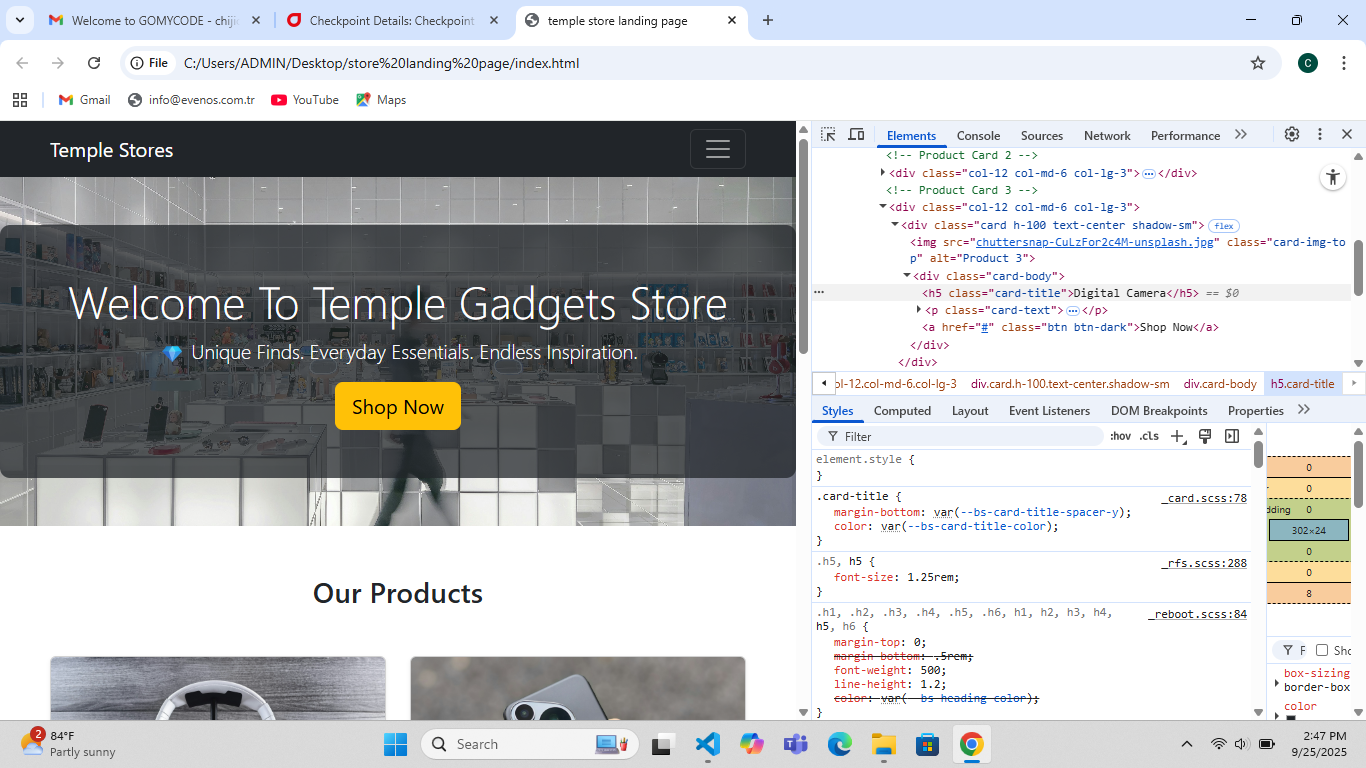 Welcome to GOMYCODE - chiji
Checkpoint Details: Checkpoint
temple store landing page
File
C:/Users/ADMIN/Desktop/store%20landing%20page/index.html
C
Gmail
info@evenos.com.tr
YouTube
Maps
Temple Stores
Welcome To Temple Gadgets Store
💎 Unique Finds. Everyday Essentials. Endless Inspiration.
Shop Now
Our Products
Elements
Console
Sources
Network
Performance
<!-- Product Card 2 -->
<div class="col-12 col-md-6 col-lg-3">…</div>
<!-- Product Card 3 -->
<div class="col-12 col-md-6 col-lg-3">
<div class="card h-100 text-center shadow-sm"> flex
<img src="chuttersnap-CuLzFor2c4M-unsplash.jpg" class="card-img-to
p" alt="Product 3">
<div class="card-body">
<h5 class="card-title">Digital Camera</h5> == $0
<p class="card-text">…</p>
<a href="#" class="btn btn-dark">Shop Now</a>
</div>
</div>
ol-12.col-md-6.col-lg-3
div.card.h-100.text-center.shadow-sm
div.card-body
h5.card-title
Styles
Computed
Layout
Event Listeners
DOM Breakpoints
Properties
Filter
:hov
.cls
element.style {
}
.card-title {
_card.scss:78
margin-bottom: var(--bs-card-title-spacer-y);
color: var(--bs-card-title-color);
}
.h5, h5 {
_rfs.scss:288
font-size: 1.25rem;
}
.h1, .h2, .h3, .h4, .h5, .h6, h1, h2, h3, h4,
_reboot.scss:84
h5, h6 {
margin-top: 0;
margin-bottom: .5rem;
font-weight: 500;
line-height: 1.2;
color: var(--bs-heading-color);
}
0
0
dding 0
302×24
0
0
8
F
Sho
box-sizing
border-box
color
2
84°F
Partly sunny
Search
2:47 PM
9/25/2025